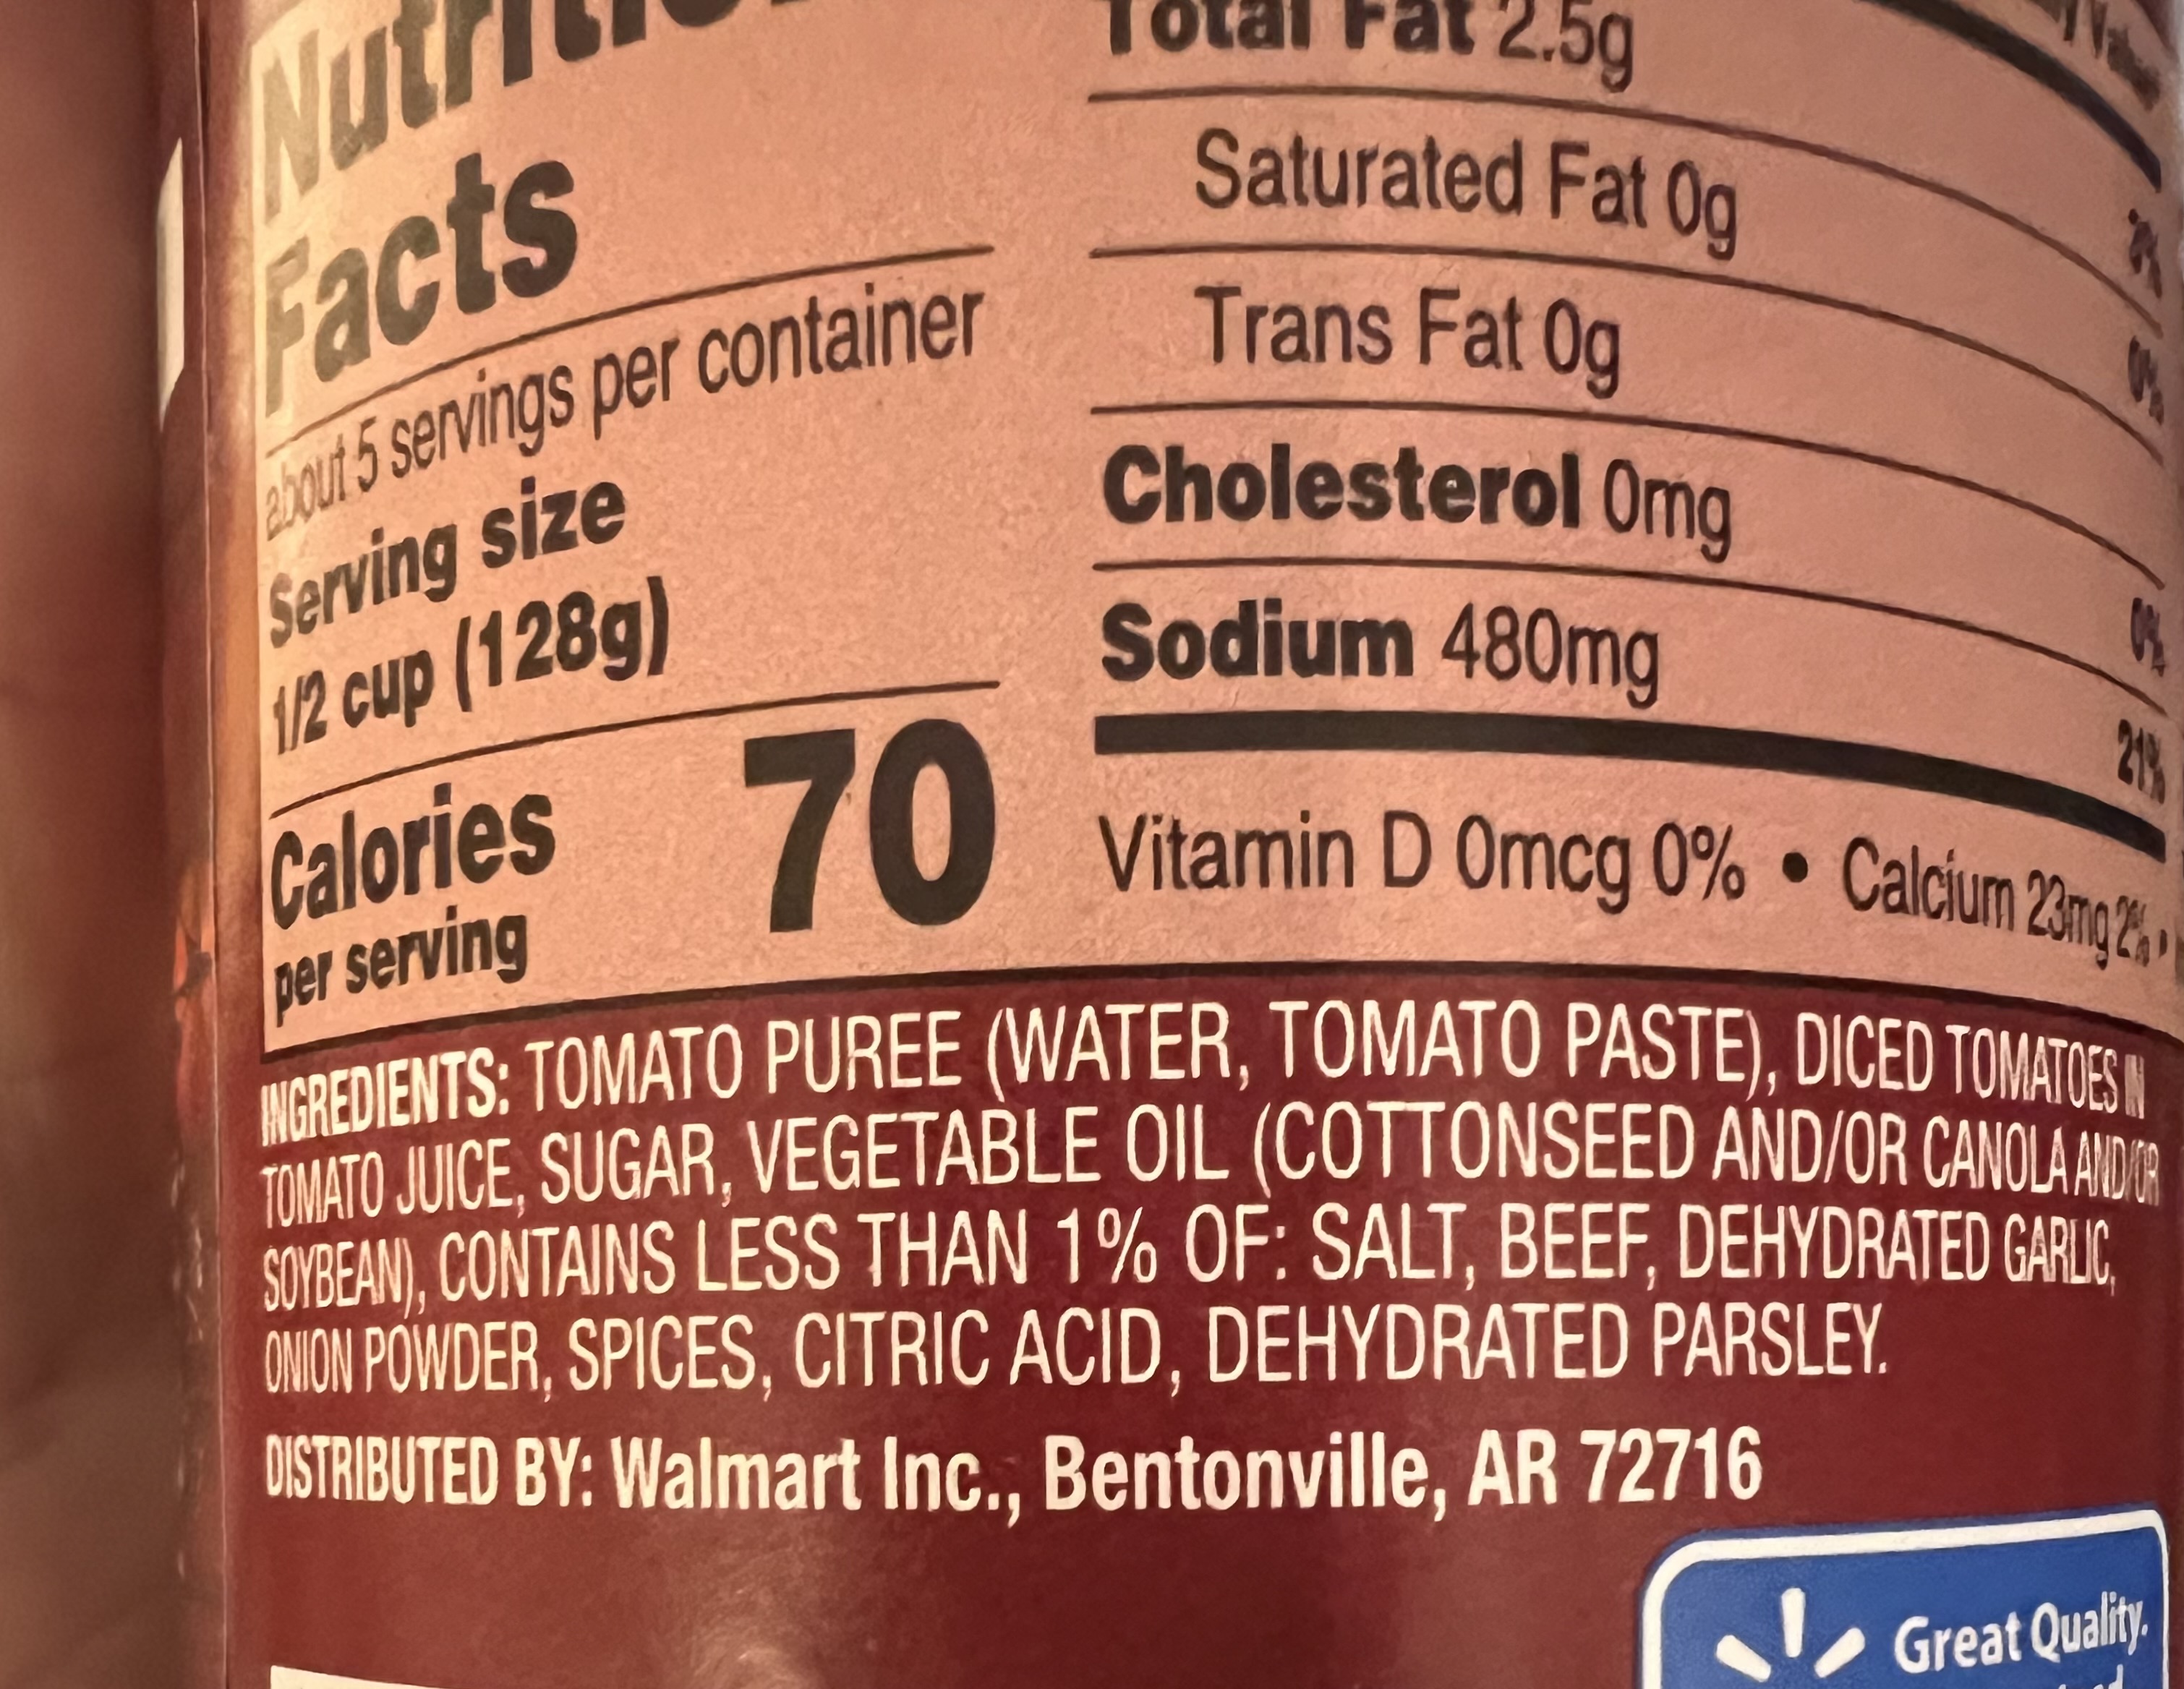 Nutrition
Facts
about 5 servings per container
Serving size
1/2 cup (128g)
Calories 70
per serving
Total Fat 2.5g
Saturated Fat 0g 0%
Trans Fat 0g
Cholesterol 0mg 0%
Sodium 480mg 21%
Vitamin D 0mcg 0% • Calcium 23mg 2% •
INGREDIENTS: TOMATO PUREE (WATER, TOMATO PASTE), DICED TOMATOES IN
TOMATO JUICE, SUGAR, VEGETABLE OIL (COTTONSEED AND/OR CANOLA AND/OR
SOYBEAN), CONTAINS LESS THAN 1% OF: SALT, BEEF, DEHYDRATED GARLIC,
ONION POWDER, SPICES, CITRIC ACID, DEHYDRATED PARSLEY.
DISTRIBUTED BY: Walmart Inc., Bentonville, AR 72716
Great Quality.